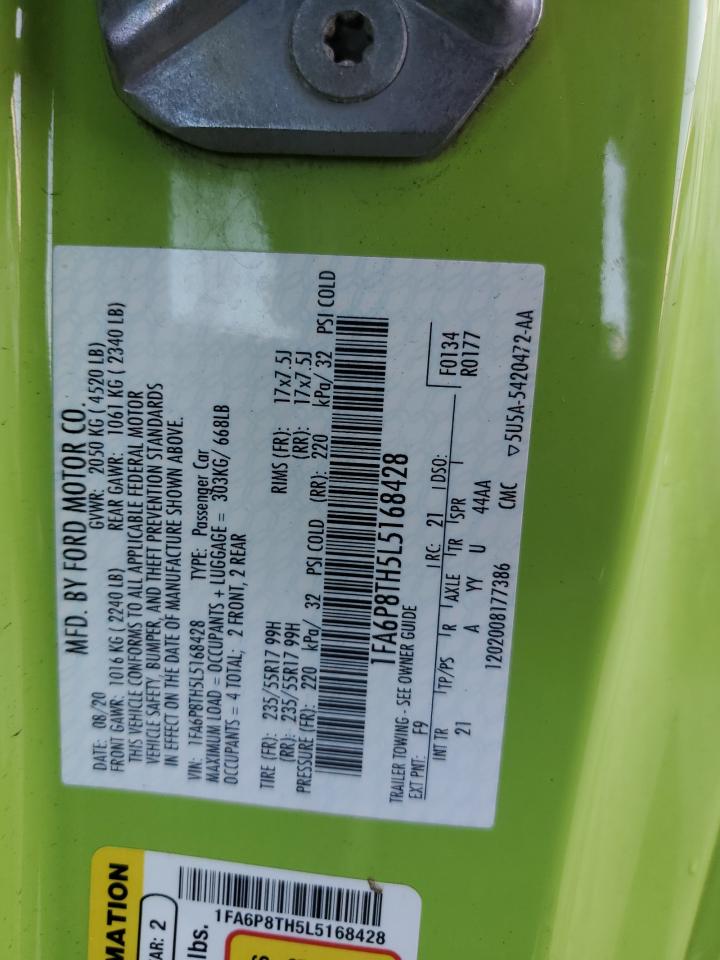 MFD. BY FORD MOTOR CO.
DATE: 08/20 GVWR: 2050 KG ( 4520 LB)
FRONT GAWR: 1016 KG ( 2240 LB) REAR GAWR: 1061 KG ( 2340 LB)
THIS VEHICLE CONFORMS TO ALL APPLICABLE FEDERAL MOTOR
VEHICLE SAFETY, BUMPER, AND THEFT PREVENTION STANDARDS
IN EFFECT ON THE DATE OF MANUFACTURE SHOWN ABOVE.
VIN: 1FA6P8TH5L5168428 TYPE: Passenger Car
MAXIMUM LOAD = OCCUPANTS + LUGGAGE = 303KG/ 668LB
OCCUPANTS = 4 TOTAL; 2 FRONT, 2 REAR
TIRE (FR): 235/55R17 99H RIMS (FR): 17x7.5J
(RR): 235/55R17 99H (RR): 17x7.5J
PRESSURE (FR): 220 kPa/ 32 PSI COLD (RR): 220 kPa/ 32 PSI COLD
1FA6P8TH5L5168428
TRAILER TOWING - SEE OWNER GUIDE
EXT PNT: F9 RC: 21 DSO: F0134
R0177
INT TR TP/PS R AXLE TR SPR
21 A YY U 44AA
1202008177386 CMC ▽5U5A-5420472-AA
MATION
AR: 2
lbs.
1FA6P8TH5L5168428